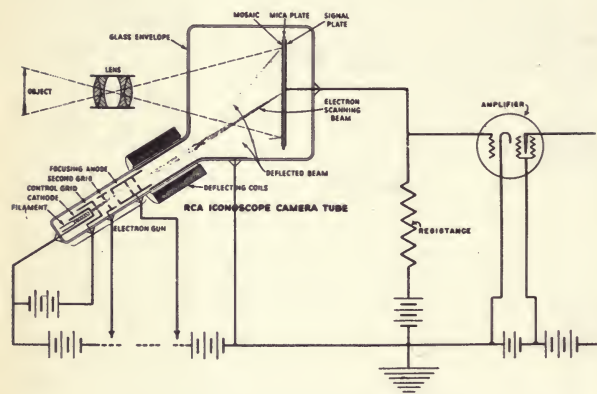 MOSAIC
MICA PLATE
SIGNAL
PLATE
GLASS ENVELOPE
LENS
OBJECT
ELECTRON
SCANNING
BEAM
AMPLIFIER
FOCUSING ANODE
SECOND GRID
CONTROL GRID
CATHODE
FILAMENT
DEFLECTED BEAM
DEFLECTING COILS
RCA ICONOSCOPE CAMERA TUBE
ELECTRON GUN
RESISTANCE